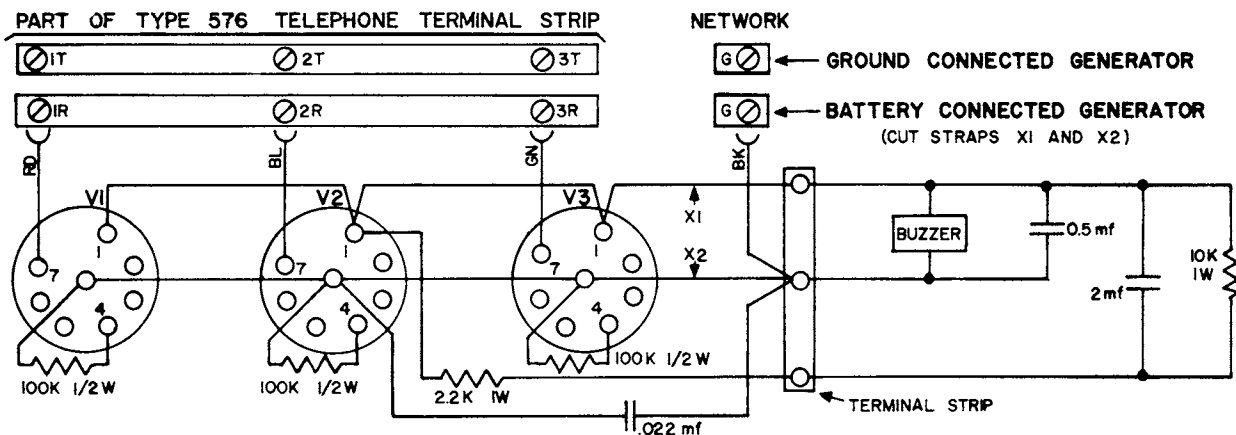 PART OF TYPE 576 TELEPHONE TERMINAL STRIP
NETWORK
1T
2T
3T
G
GROUND CONNECTED GENERATOR
1R
2R
3R
G
BATTERY CONNECTED GENERATOR
(CUT STRAPS X1 AND X2)
RD
BL
GN
BK
V1
V2
V3
X1
X2
1
1
1
7
7
7
4
4
4
BUZZER
0.5 mf
2 mf
10K
1W
100K 1/2 W
100K 1/2 W
100K 1/2 W
2.2 K 1W
.022 mf
TERMINAL STRIP